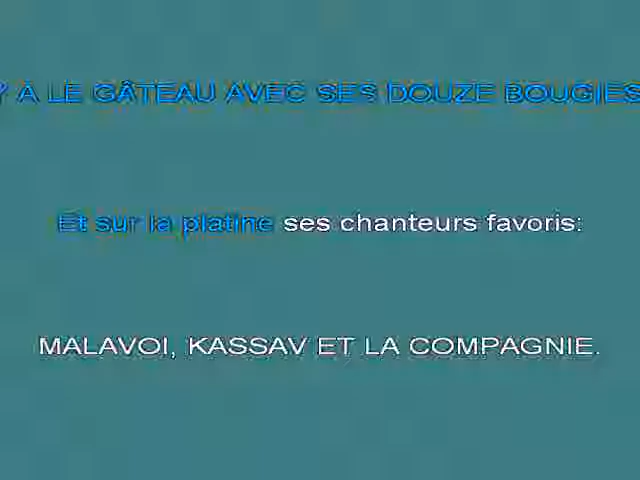 Y A LE GÂTEAU AVEC SES DOUZE BOUGIES
Et sur la platine ses chanteurs favoris:
MALAVOI, KASSAV ET LA COMPAGNIE.